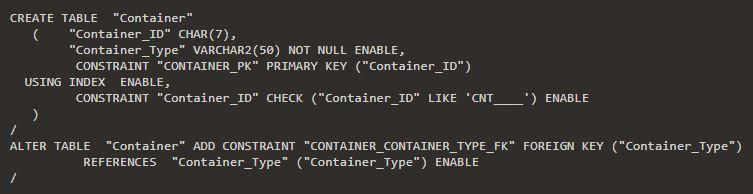 CREATE TABLE  "Container"
   (    "Container_ID" CHAR(7),
        "Container_Type" VARCHAR2(50) NOT NULL ENABLE,
         CONSTRAINT "CONTAINER_PK" PRIMARY KEY ("Container_ID")
  USING INDEX  ENABLE,
         CONSTRAINT "Container_ID" CHECK ("Container_ID" LIKE 'CNT____') ENABLE
   )
/
ALTER TABLE  "Container" ADD CONSTRAINT "CONTAINER_CONTAINER_TYPE_FK" FOREIGN KEY ("Container_Type")
          REFERENCES  "Container_Type" ("Container_Type") ENABLE
/